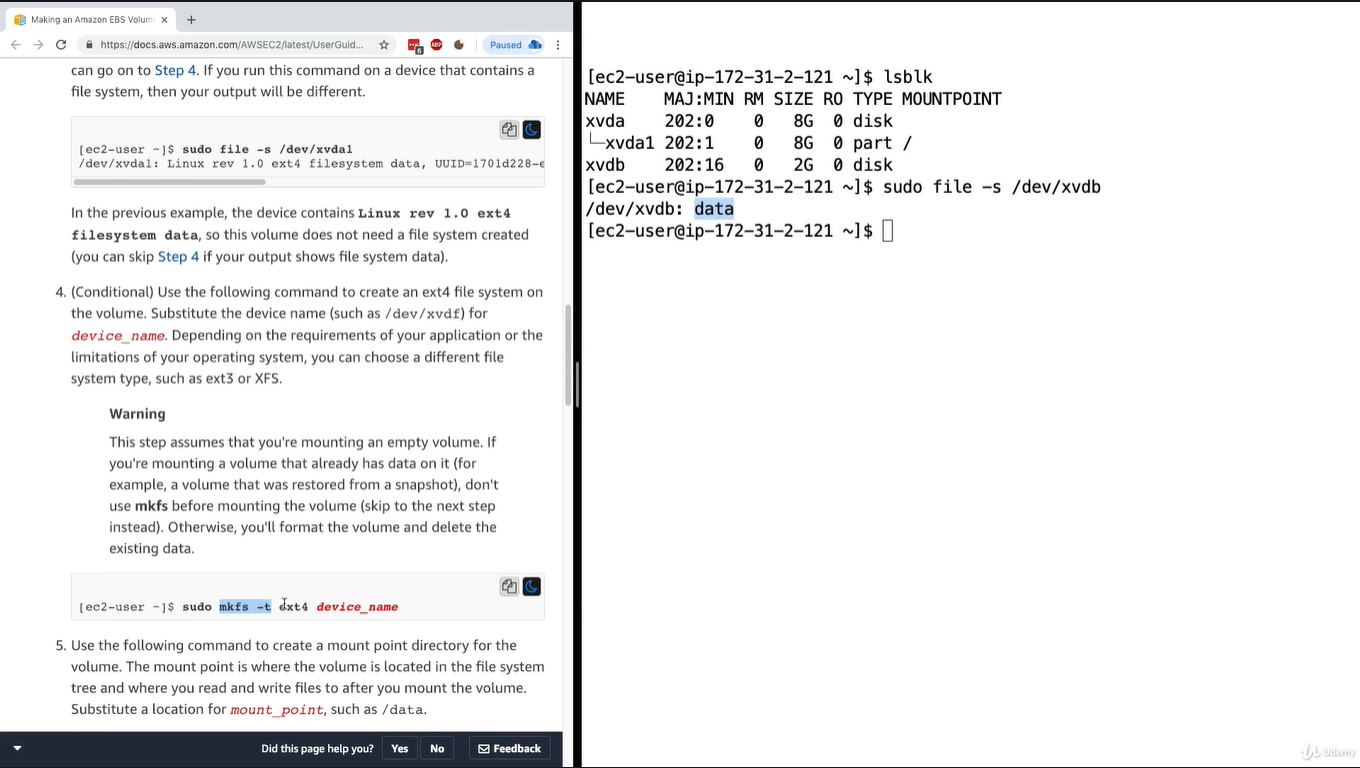 Making an Amazon EBS Volum
https://docs.aws.amazon.com/AWSEC2/latest/UserGuid...
6
ABP
Paused
can go on to Step 4. If you run this command on a device that contains a
file system, then your output will be different.
[ec2-user ~]$ sudo file -s /dev/xvda1
/dev/xvda1: Linux rev 1.0 ext4 filesystem data, UUID=1701d228-e
In the previous example, the device contains Linux rev 1.0 ext4
filesystem data, so this volume does not need a file system created
(you can skip Step 4 if your output shows file system data).
4. (Conditional) Use the following command to create an ext4 file system on
the volume. Substitute the device name (such as /dev/xvdf) for
device_name. Depending on the requirements of your application or the
limitations of your operating system, you can choose a different file
system type, such as ext3 or XFS.
Warning
This step assumes that you're mounting an empty volume. If
you're mounting a volume that already has data on it (for
example, a volume that was restored from a snapshot), don't
use mkfs before mounting the volume (skip to the next step
instead). Otherwise, you'll format the volume and delete the
existing data.
[ec2-user ~]$ sudo mkfs -t ext4 device_name
5. Use the following command to create a mount point directory for the
volume. The mount point is where the volume is located in the file system
tree and where you read and write files to after you mount the volume.
Substitute a location for mount_point, such as /data.
Did this page help you? Yes No Feedback
[ec2-user@ip-172-31-2-121 ~]$ lsblk
NAME MAJ:MIN RM SIZE RO TYPE MOUNTPOINT
xvda 202:0 0 8G 0 disk
└─xvda1 202:1 0 8G 0 part /
xvdb 202:16 0 2G 0 disk
[ec2-user@ip-172-31-2-121 ~]$ sudo file -s /dev/xvdb
/dev/xvdb: data
[ec2-user@ip-172-31-2-121 ~]$
Udemy